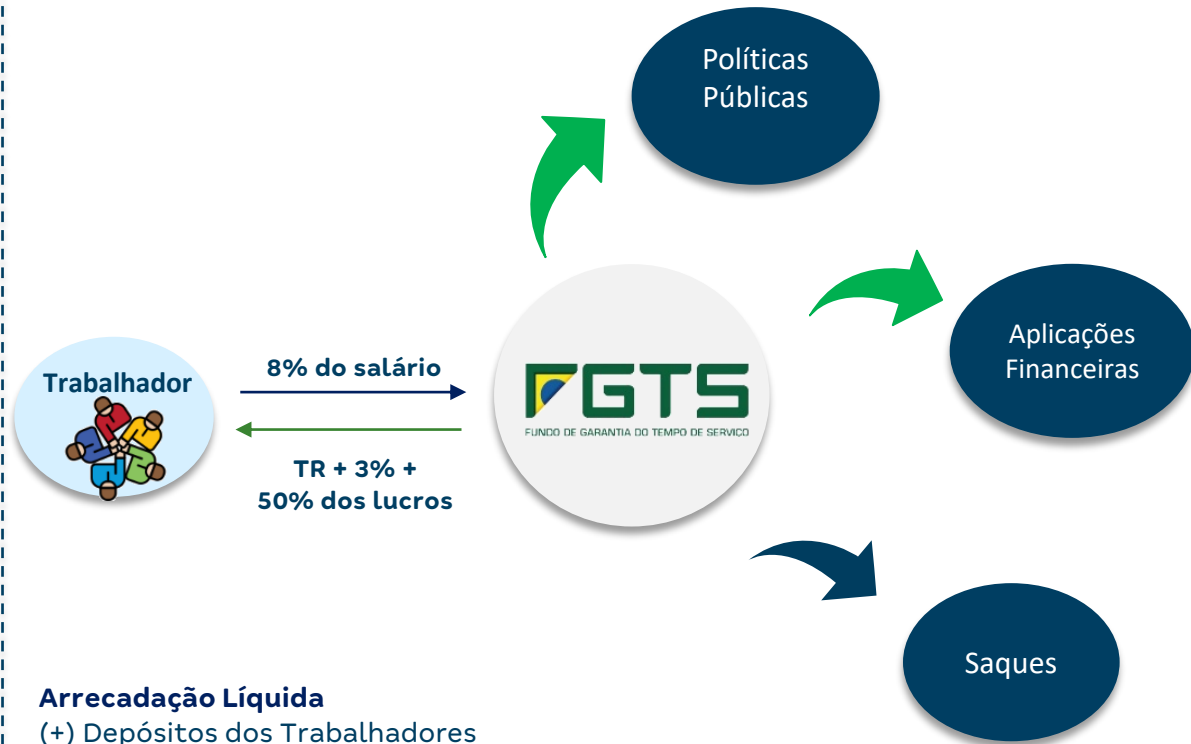 Políticas
Públicas
Aplicações
Financeiras
Trabalhador
8% do salário
FGTS
FUNDO DE GARANTIA DO TEMPO DE SERVIÇO
TR + 3% +
50% dos lucros
Saques
Arrecadação Líquida
(+) Depósitos dos Trabalhadores